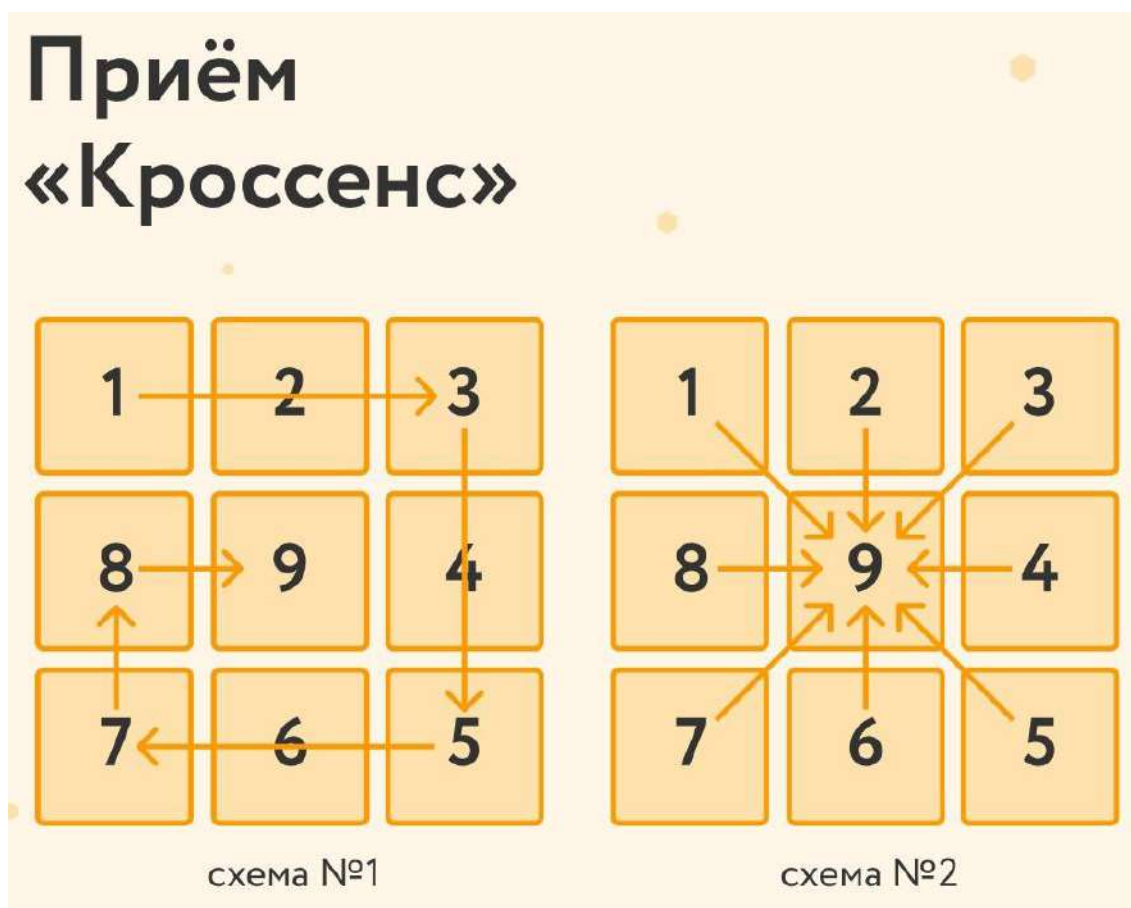 Приём
«Кроссенс»
1 2 3 1 2 3
8 9 4 8 9 4
7 6 5 7 6 5
схема №1 схема №2